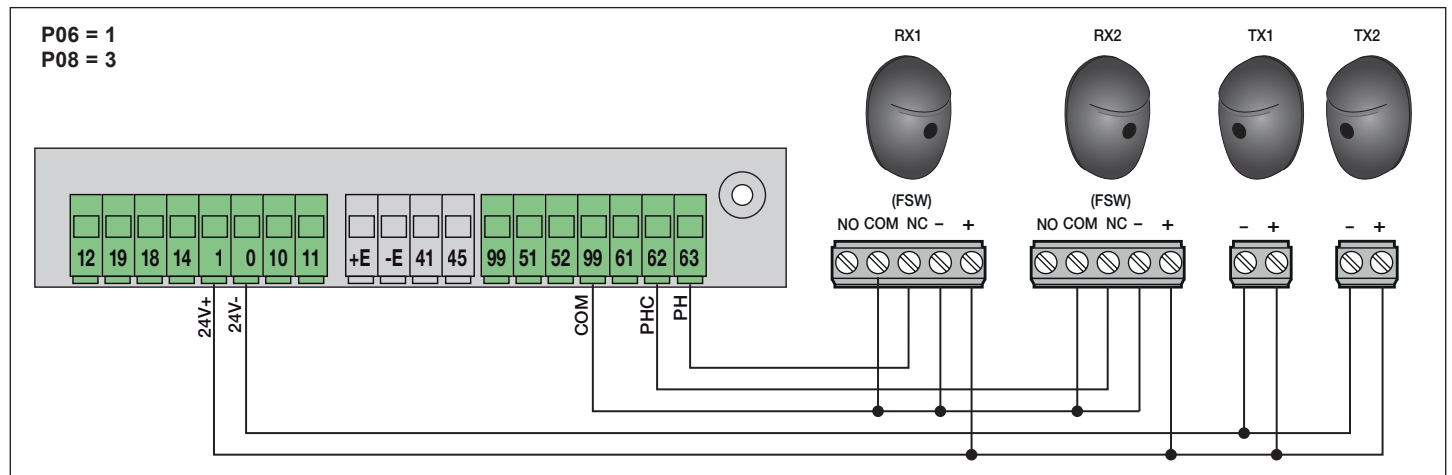 P06 = 1
P08 = 3
RX1
RX2
TX1
TX2
(FSW)
(FSW)
NO COM NC – +
NO COM NC – +
– +
– +
12 19 18 14 1 0 10 11
+E -E 41 45
99 51 52 99 61 62 63
24V+
24V-
COM
PHC
PH